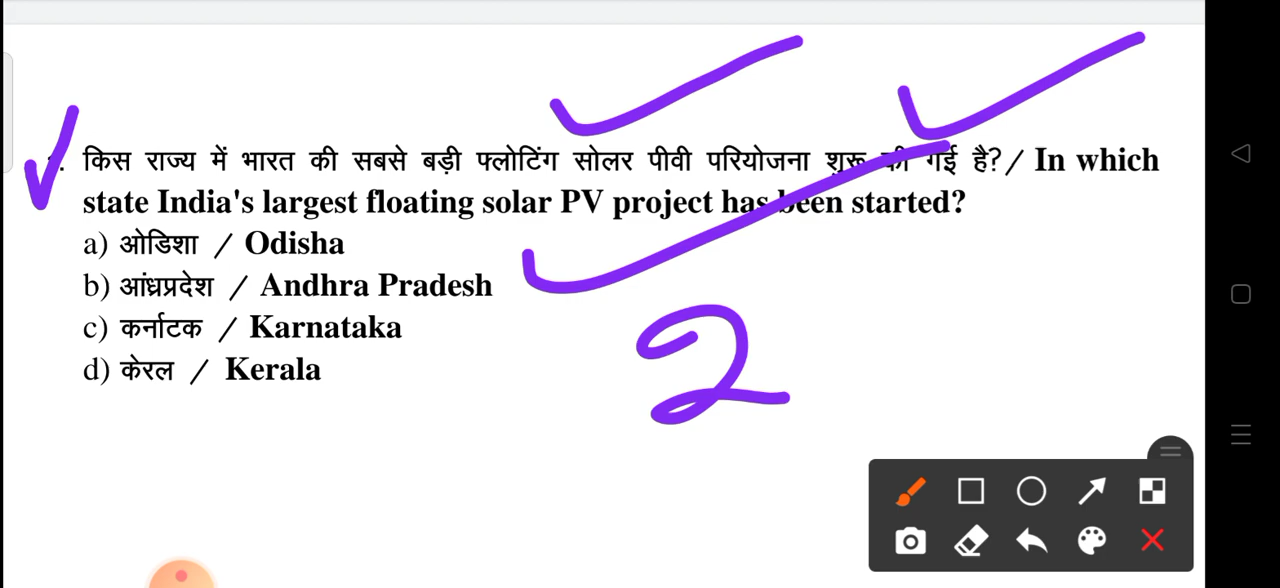 किस राज्य में भारत की सबसे बड़ी फ्लोटिंग सोलर पीवी परियोजना शुरू की गई है?/ In which
state India's largest floating solar PV project has been started?
a) ओडिशा / Odisha
b) आंध्रप्रदेश / Andhra Pradesh
c) कर्नाटक / Karnataka
d) केरल / Kerala
2